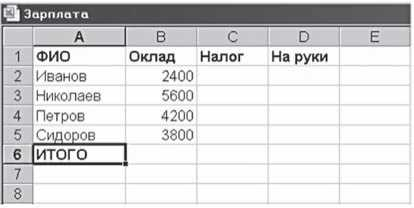 Зарплата
A B C D E
1 ФИО Оклад Налог На руки
2 Иванов 2400
3 Николаев 5600
4 Петров 4200
5 Сидоров 3800
6 ИТОГО
7
8